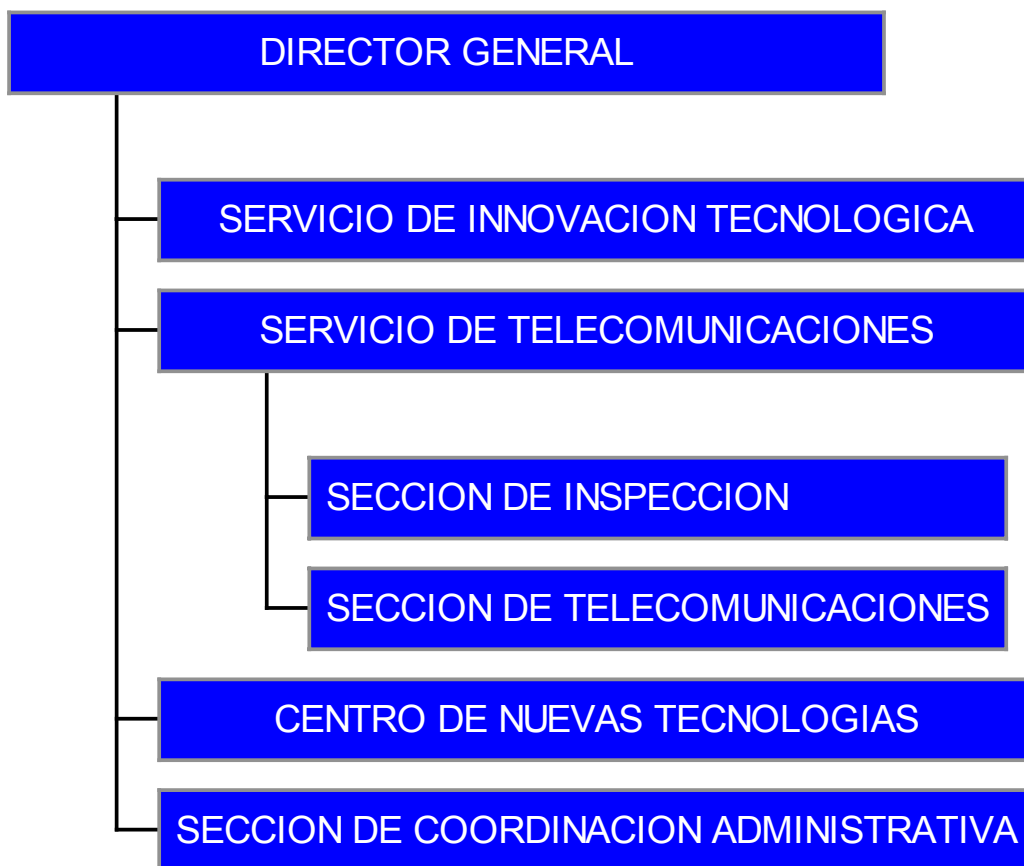 DIRECTOR GENERAL
SERVICIO DE INNOVACION TECNOLOGICA
SERVICIO DE TELECOMUNICACIONES
SECCION DE INSPECCION
SECCION DE TELECOMUNICACIONES
CENTRO DE NUEVAS TECNOLOGIAS
SECCION DE COORDINACION ADMINISTRATIVA